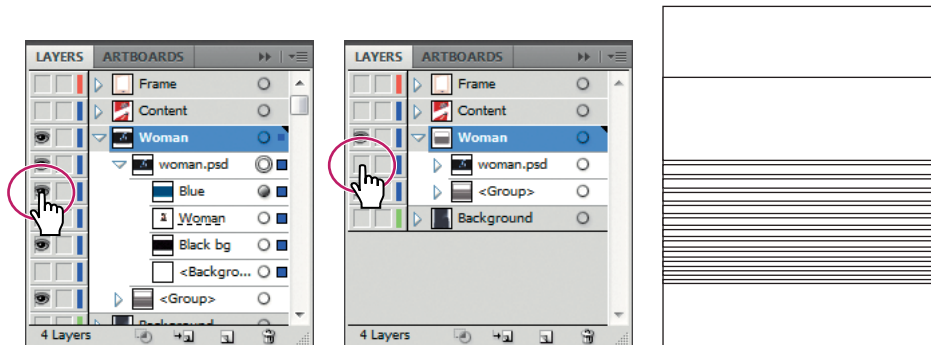 LAYERS ARTBOARDS
Frame
Content
Woman
woman.psd
Blue
Woman
Black bg
<Backgro...
<Group>
Background
4 Layers
LAYERS ARTBOARDS
Frame
Content
Woman
woman.psd
<Group>
Background
4 Layers